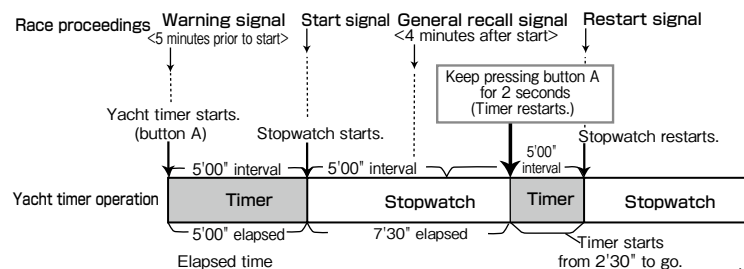 Race proceedings
Warning signal
<5 minutes prior to start>
Start signal
General recall signal
<4 minutes after start>
Restart signal
Keep pressing button A
for 2 seconds
(Timer restarts.)
Yacht timer starts.
(button A)
Stopwatch starts.
Stopwatch restarts.
5'00" interval
5'00" interval
5'00"
interval
Yacht timer operation
Timer
Stopwatch
Timer
Stopwatch
5'00" elapsed
7'30" elapsed
Timer starts
from 2'30" to go.
Elapsed time